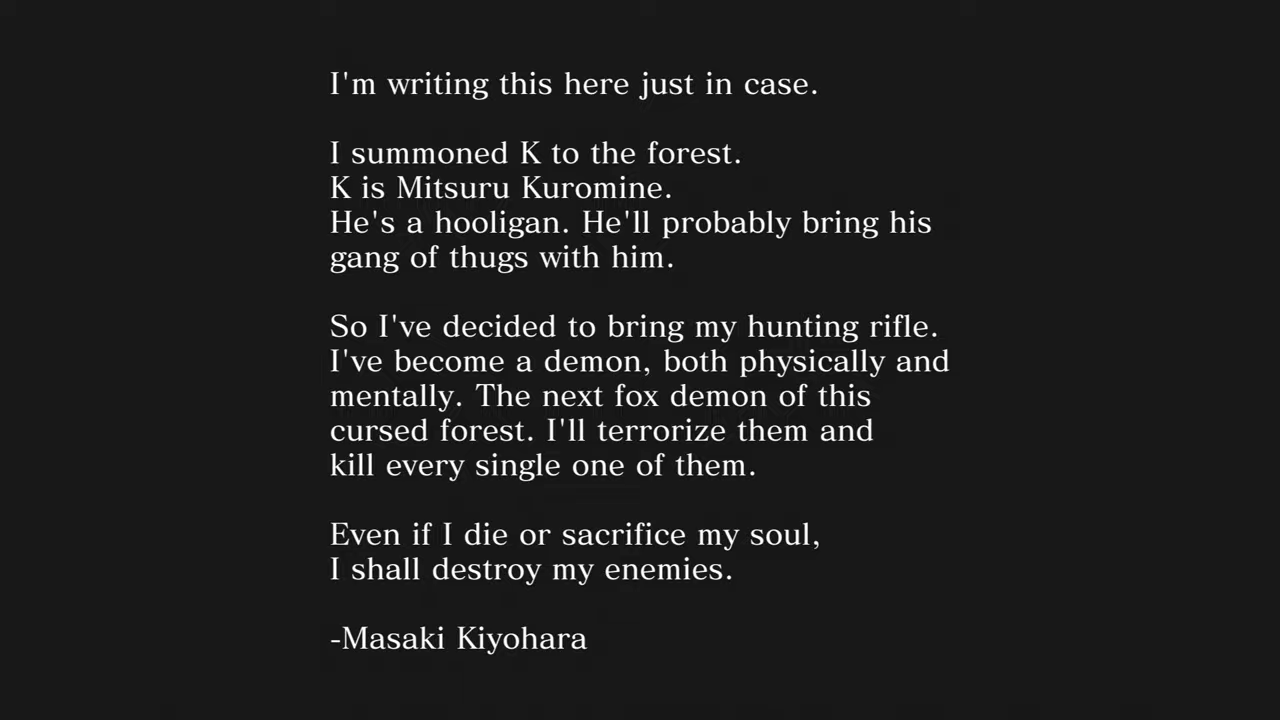 I'm writing this here just in case.
I summoned K to the forest.
K is Mitsuru Kuromine.
He's a hooligan. He'll probably bring his
gang of thugs with him.
So I've decided to bring my hunting rifle.
I've become a demon, both physically and
mentally. The next fox demon of this
cursed forest. I'll terrorize them and
kill every single one of them.
Even if I die or sacrifice my soul,
I shall destroy my enemies.
-Masaki Kiyohara